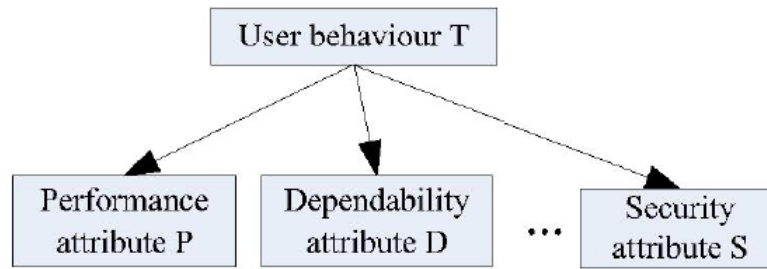 User behaviour T
Performance
attribute P
Dependability
attribute D
...
Security
attribute S